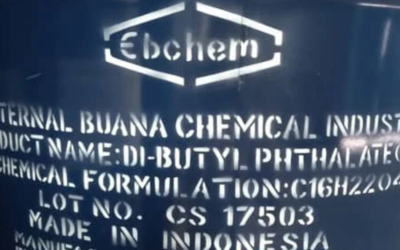 Ebchem
TERNAL BUANA CHEMICAL INDUST
DUCT NAME:DI-BUTYL PHTHALATE
CHEMICAL FORMULATION:C16H22O4
LOT NO. CS 17503
MADE IN INDONESIA